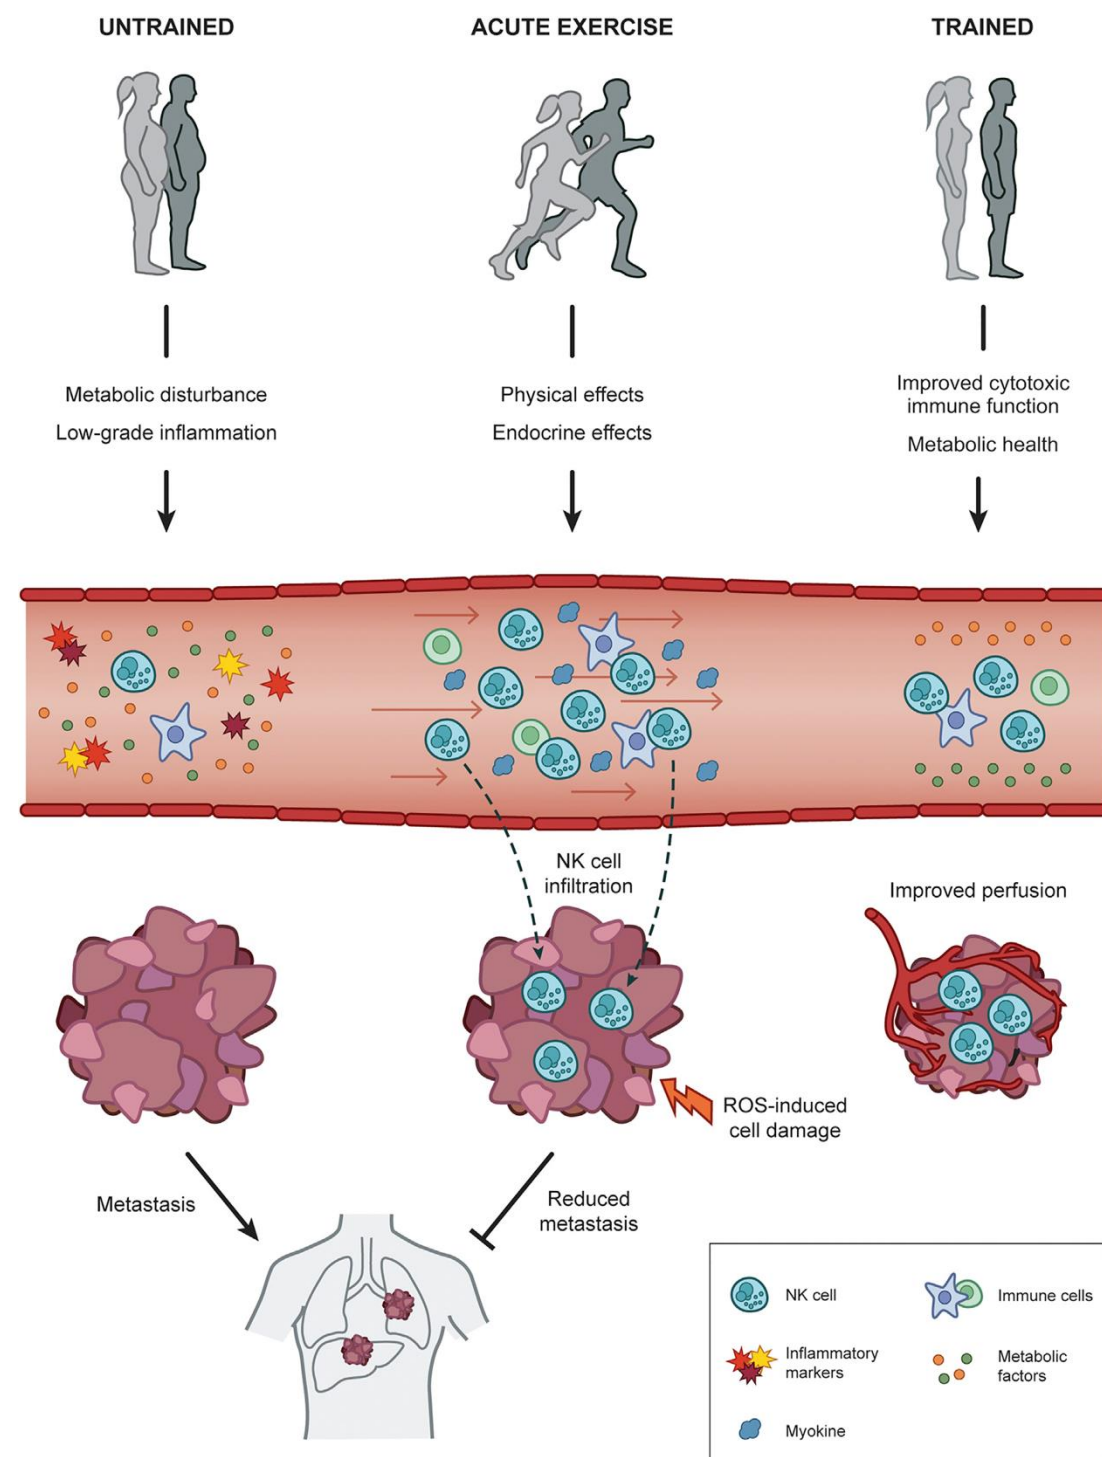 UNTRAINED
ACUTE EXERCISE
TRAINED
Metabolic disturbance
Low-grade inflammation
Physical effects
Endocrine effects
Improved cytotoxic
immune function
Metabolic health
NK cell
infiltration
Improved perfusion
ROS-induced
cell damage
Metastasis
Reduced
metastasis
NK cell
Immune cells
Inflammatory
markers
Metabolic
factors
Myokine